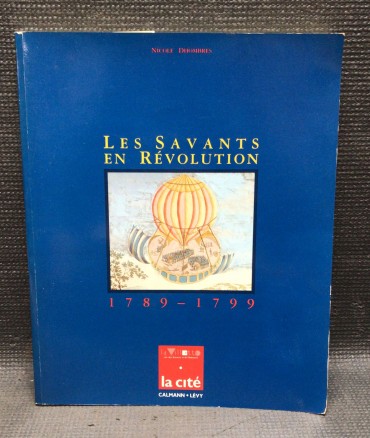 NICOLE DHOMBRES
LES SAVANTS
EN RÉVOLUTION
1789-1799
la cité
CALMANN-LÉVY